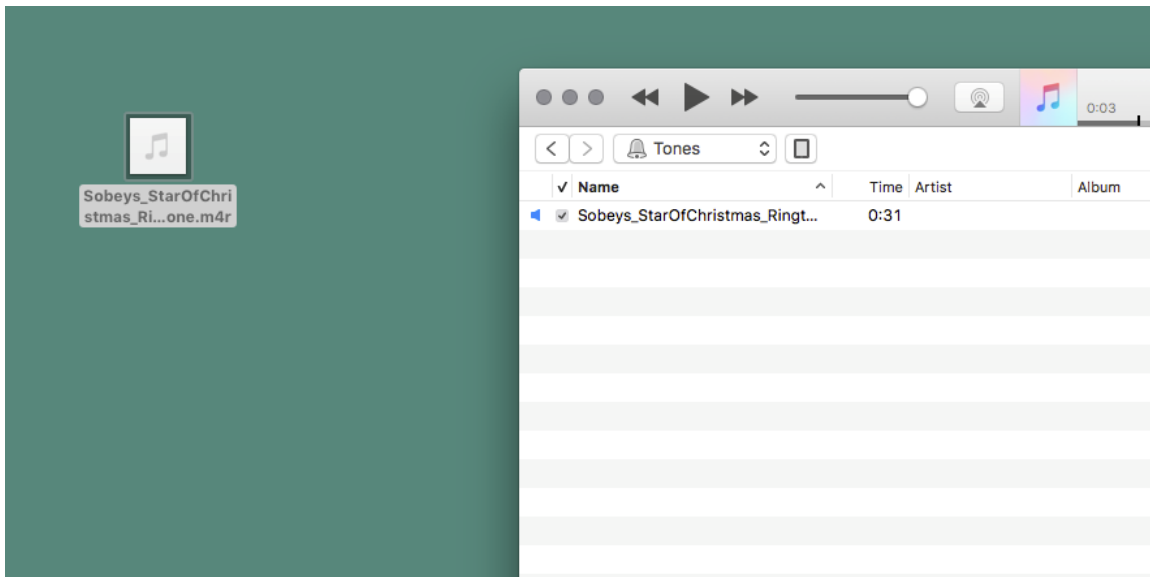 Sobeys_StarOfChri
stmas_Ri...one.m4r
0:03
Tones
✓ Name Time Artist Album
Sobeys_StarOfChristmas_Ringt... 0:31